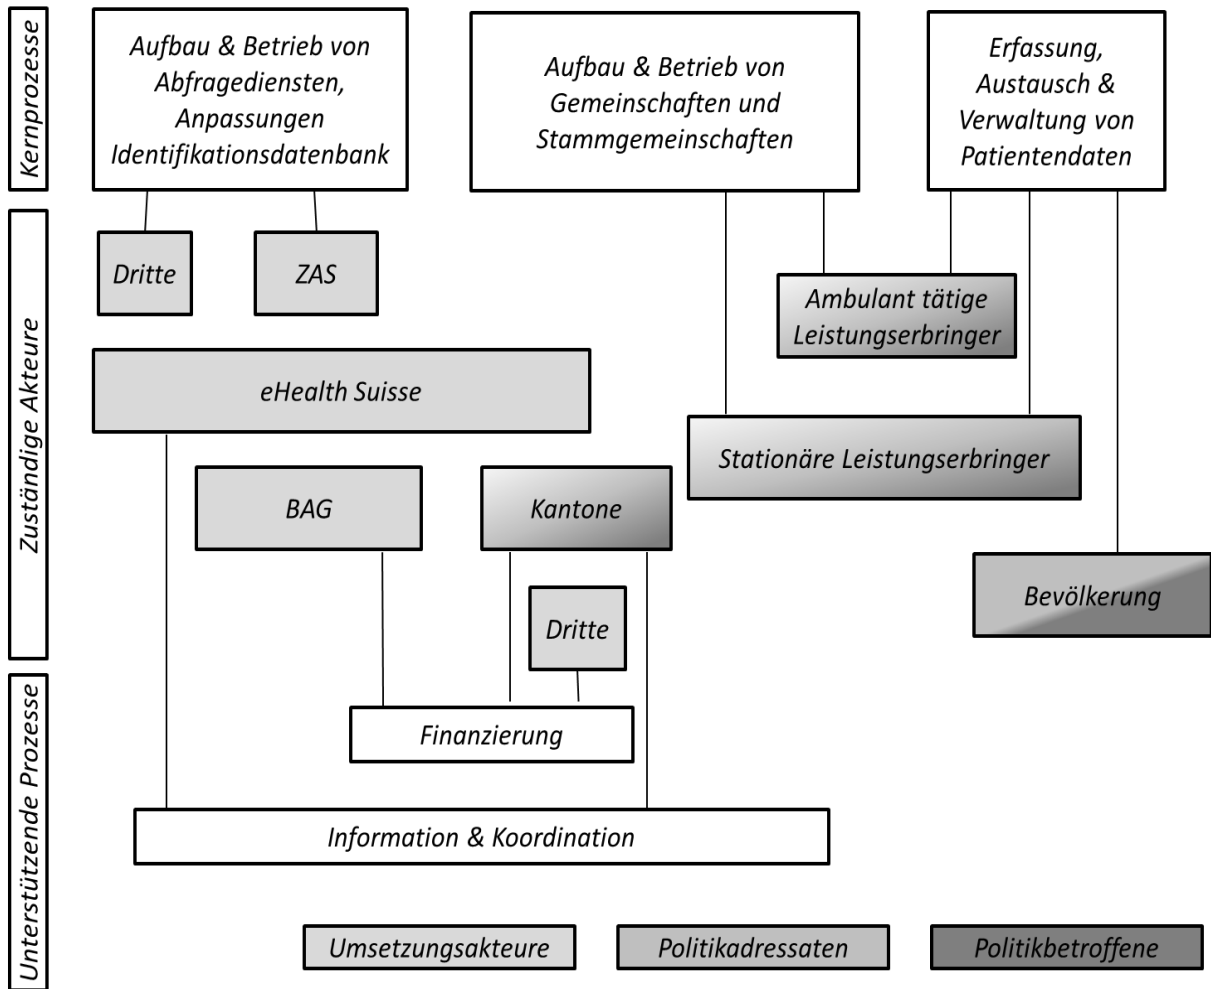 Kernprozesse
Aufbau & Betrieb von
Abfragediensten,
Anpassungen
Identifikationsdatenbank
Aufbau & Betrieb von
Gemeinschaften und
Stammgemeinschaften
Erfassung,
Austausch &
Verwaltung von
Patientendaten
Zuständige Akteure
Dritte
ZAS
Ambulant tätige
Leistungserbringer
eHealth Suisse
Stationäre Leistungserbringer
BAG
Kantone
Bevölkerung
Dritte
Unterstützende Prozesse
Finanzierung
Information & Koordination
Umsetzungsakteure
Politikadressaten
Politikbetroffene